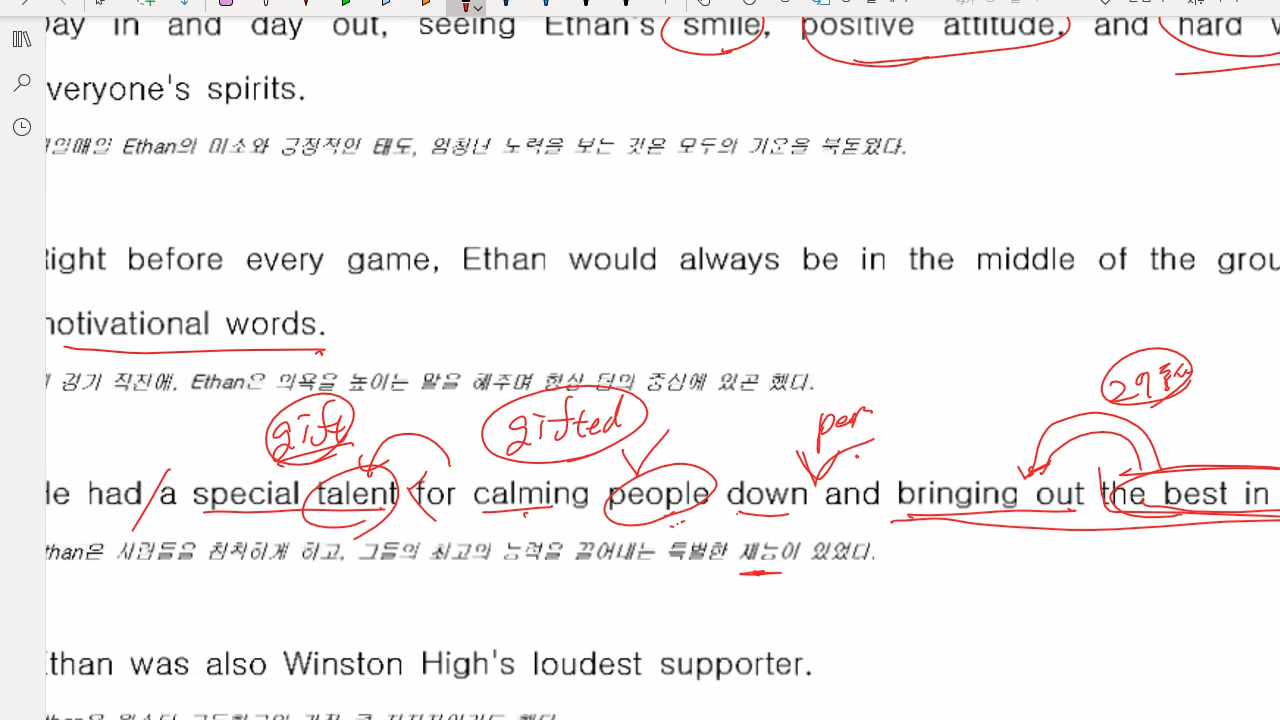 Day in and day out, seeing Ethan's smile, positive attitude, and hard w
veryone's spirits.
일매일 Ethan의 미소와 긍정적인 태도, 엄청난 노력을 보는 것은 모두의 기운을 북돋웠다.
Right before every game, Ethan would always be in the middle of the grou
motivational words.
경기 직전에, Ethan은 의욕을 높이는 말을 해주며 항상 팀의 중심에 있곤 했다.
gift gifted per 29
He had a special talent for calming people down and bringing out the best in
than은 사람들을 침착하게 하고, 그들의 최고의 능력을 끌어내는 특별한 재능이 있었다.
Ethan was also Winston High's loudest supporter.